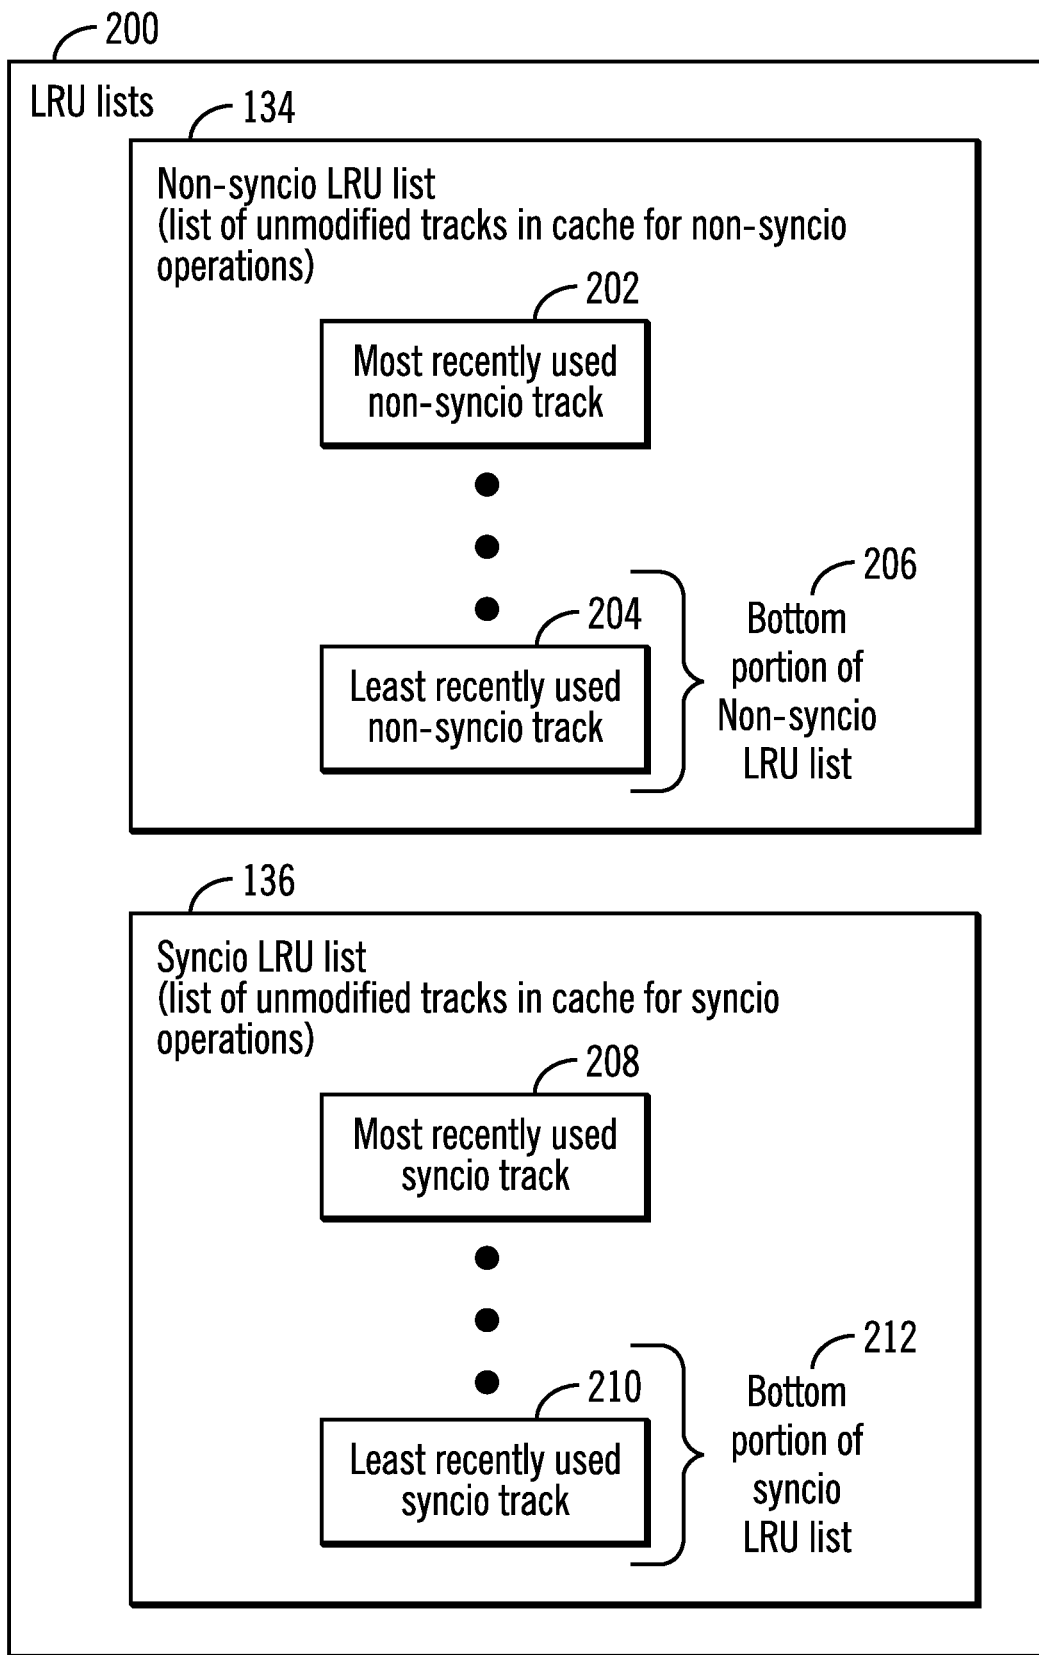 200
LRU lists
134
Non-syncio LRU list
(list of unmodified tracks in cache for non-syncio
operations)
202
Most recently used
non-syncio track
204
Least recently used
non-syncio track
206
Bottom
portion of
Non-syncio
LRU list
136
Syncio LRU list
(list of unmodified tracks in cache for syncio
operations)
208
Most recently used
syncio track
210
Least recently used
syncio track
212
Bottom
portion of
syncio
LRU list